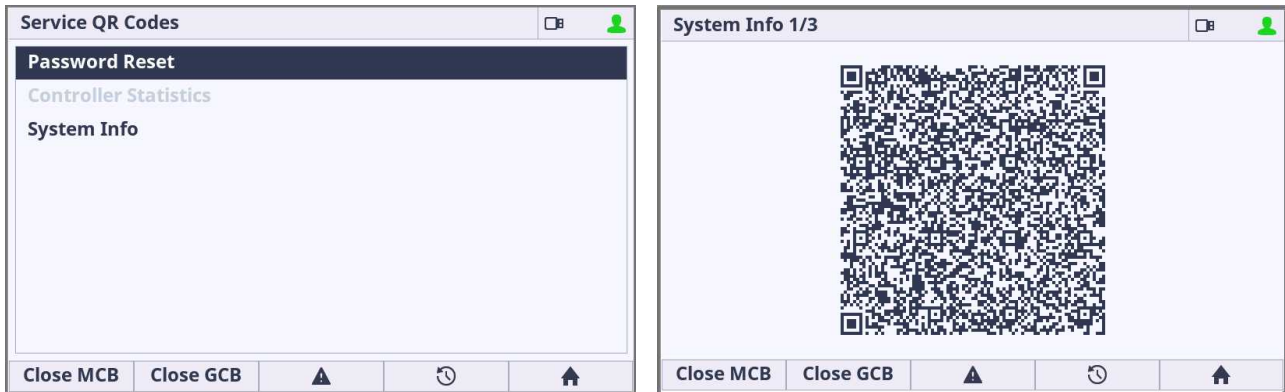 Service QR Codes
Password Reset
Controller Statistics
System Info
Close MCB Close GCB
System Info 1/3
Close MCB Close GCB